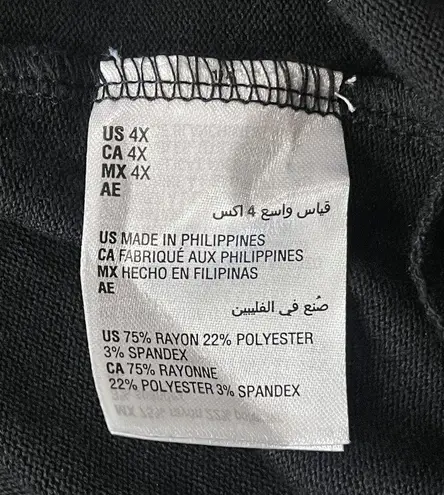 US 4X
CA 4X
MX 4X
AE
قياس واسع 4 اكس
US MADE IN PHILIPPINES
CA FABRIQUÉ AUX PHILIPPINES
MX HECHO EN FILIPINAS
AE
صُنع في الفليبين
US 75% RAYON 22% POLYESTER
3% SPANDEX
CA 75% RAYONNE
22% POLYESTER 3% SPANDEX